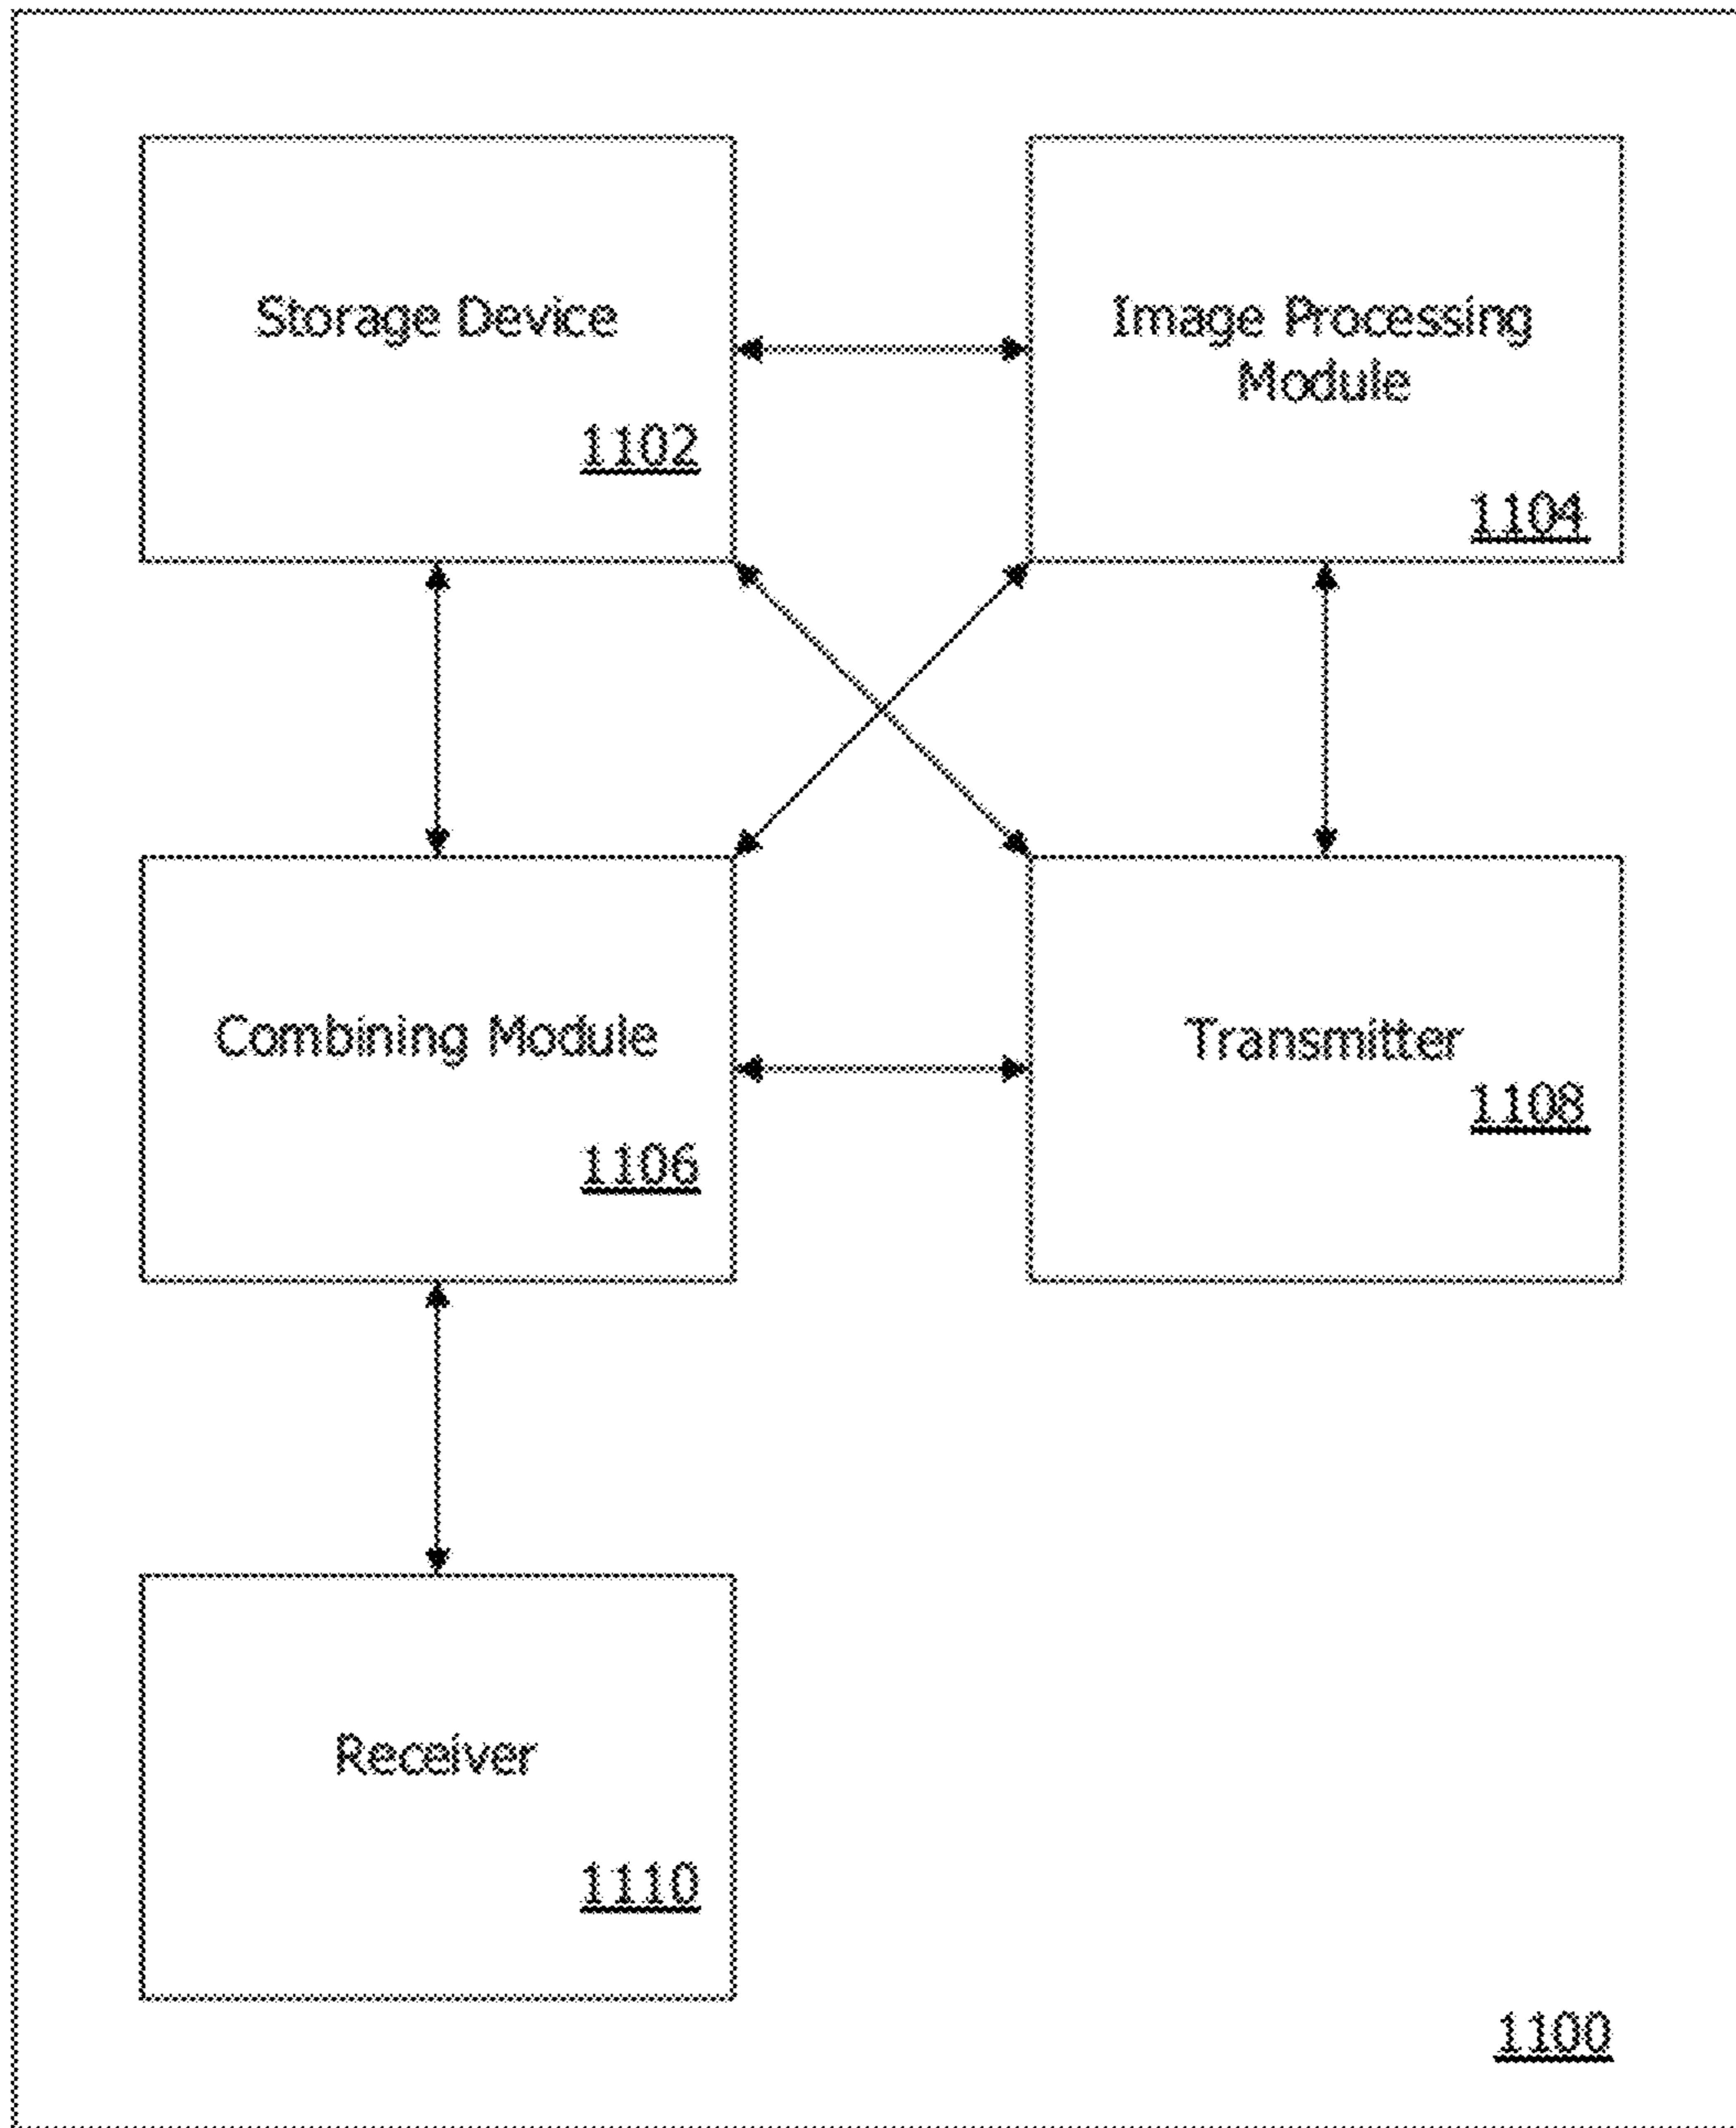 Storage Device
1102
Image Processing
Module
1104
Combining Module
1106
Transmitter
1108
Receiver
1110
1100